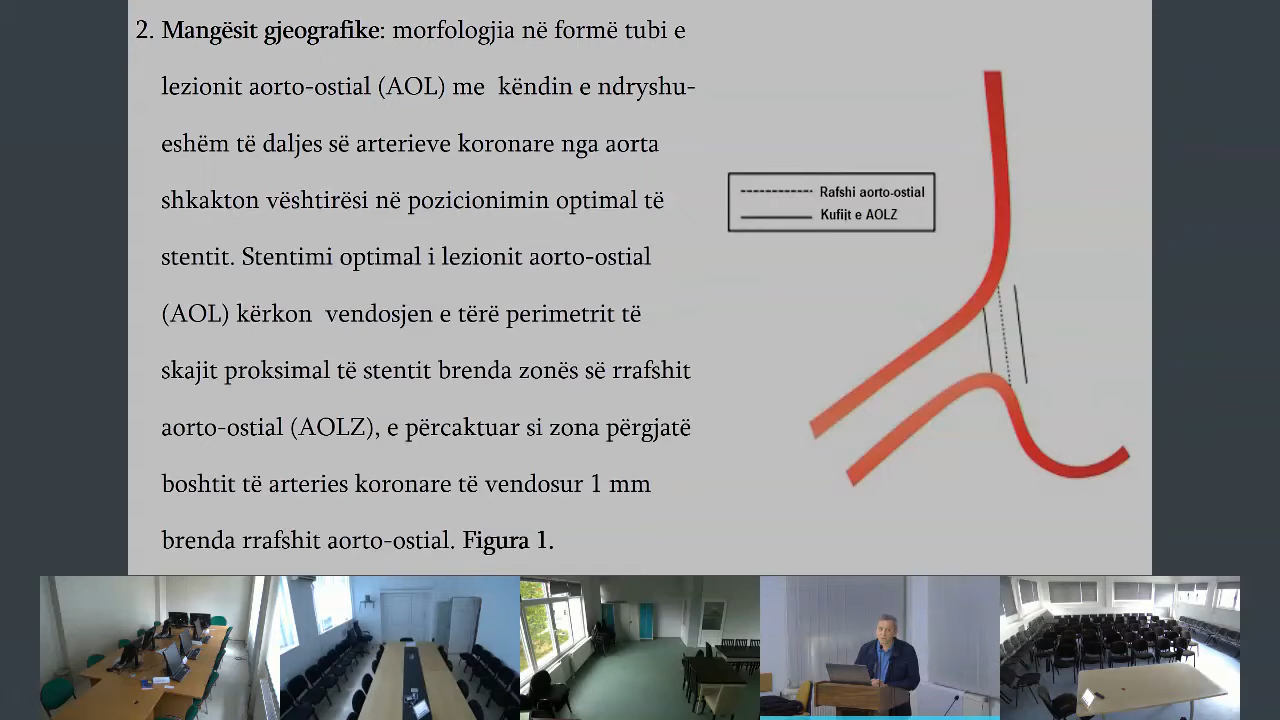 2. Mangësit gjeografike: morfologjia në formë tubi e
lezionit aorto-ostial (AOL) me këndin e ndryshu-
eshëm të daljes së arterieve koronare nga aorta
shkakton vështirësi në pozicionimin optimal të
stentit. Stentimi optimal i lezionit aorto-ostial
(AOL) kërkon vendosjen e tërë perimetrit të
skajit proksimal të stentit brenda zonës së rrafshit
aorto-ostial (AOLZ), e përcaktuar si zona përgjatë
boshtit të arteries koronare të vendosur 1 mm
brenda rrafshit aorto-ostial. Figura 1.
Rafshi aorto-ostial
Kufijt e AOLZ